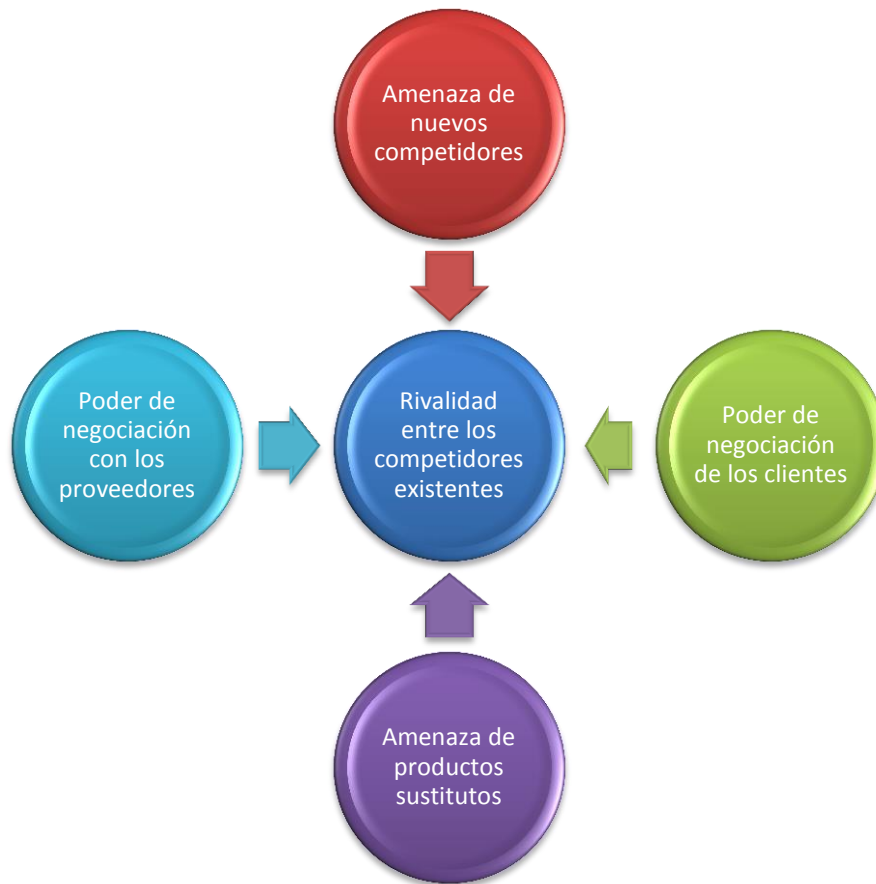 Amenaza de
nuevos
competidores
Poder de
negociación
con los
proveedores
Rivalidad
entre los
competidores
existentes
Poder de
negociación
de los clientes
Amenaza de
productos
sustitutos